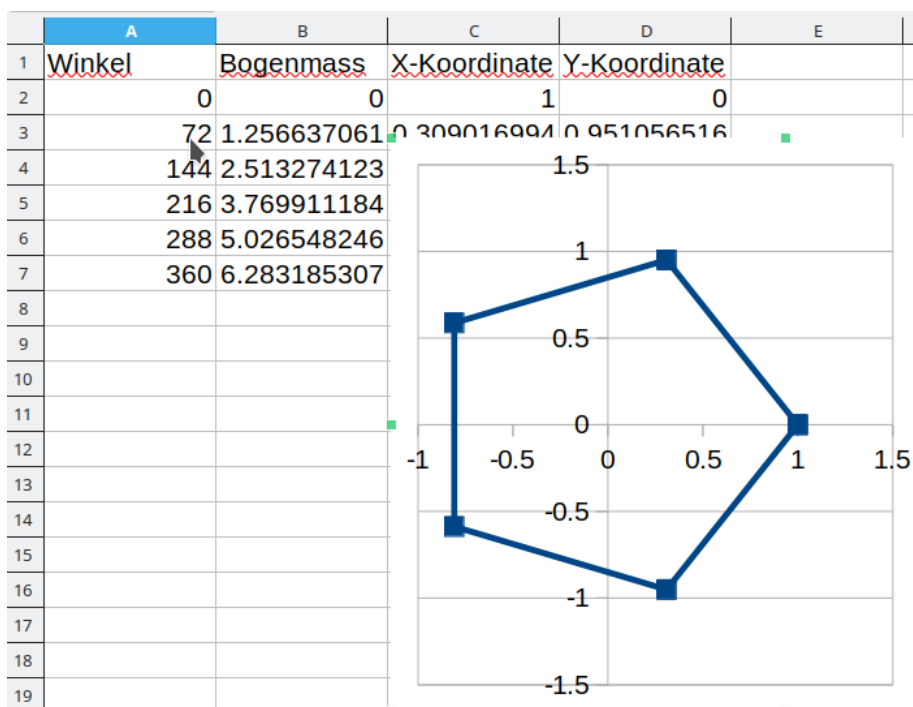 A B C D E
1 Winkel Bogenmass X-Koordinate Y-Koordinate
2 0 0 1 0
3 72 1.256637061 0.309016994 0.951056516
4 144 2.513274123
5 216 3.769911184
6 288 5.026548246
7 360 6.283185307
8
9
10
11
12
13
14
15
16
17
18
19
1.5
1
0.5
0
-1 -0.5 0 0.5 1 1.5
-0.5
-1
-1.5